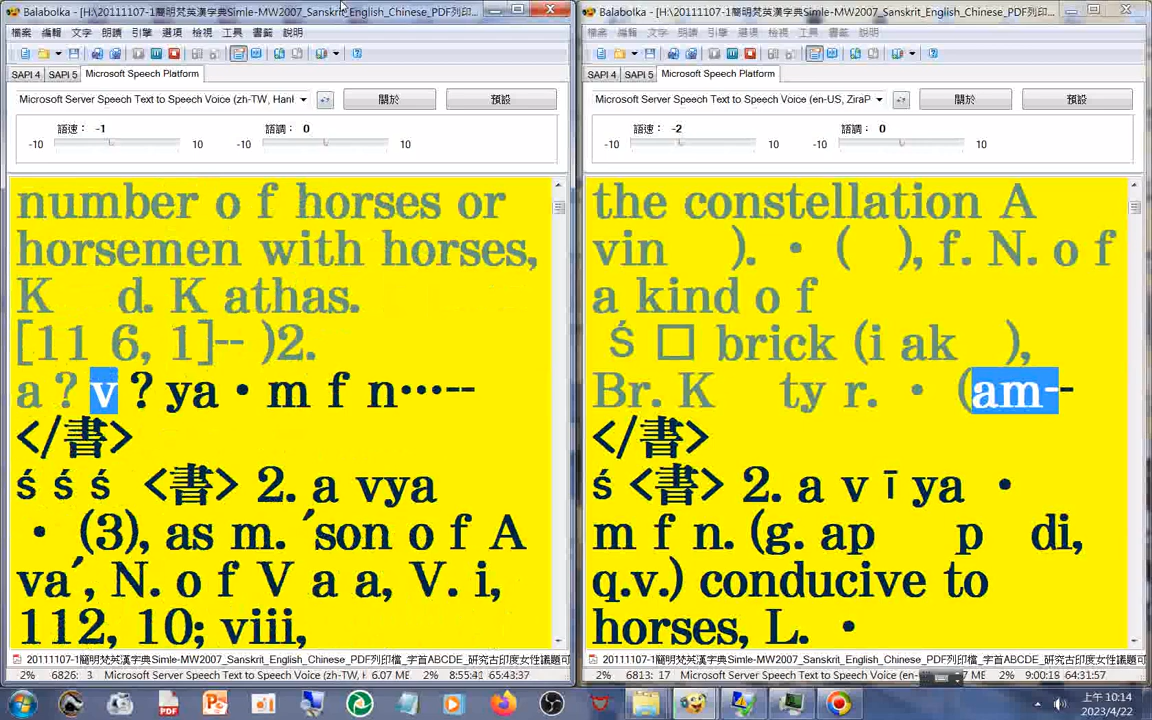 Balabolka - [H:\20111107-1簡明梵英漢字典Simle-MW2007_Sanskrit_English_Chinese_PDF列印...
檔案 編輯 文字 朗讀 引擎 選項 檢視 工具 書籤 說明
SAPI 4 SAPI 5 Microsoft Speech Platform
Microsoft Server Speech Text to Speech Voice (zh-TW, Hanl
關於 預設
語速： -1 語調： 0
-10 10 -10 10
number o f horses or
horsemen with horses,
K d. K athas.
[11 6, 1]-- )2.
a ? v ? ya • m f n⋯--
</書>
ś ś ś <書> 2. a vya
• (3), as m. ´son o f A
va´, N. o f V a a, V. i,
112, 10; viii,
20111107-1簡明梵英漢字典Simle-MW2007_Sanskrit_English_Chinese_PDF列印檔_字首ABCDE_研究古印度女性議題可
2% 6826: 3 Microsoft Server Speech Text to Speech Voice (zh-TW, H 6.07 ME 2% 8:55:41 65:43:37
Balabolka - [H:\20111107-1簡明梵英漢字典Simle-MW2007_Sanskrit_English_Chinese_PDF列印...
檔案 編輯 文字 朗讀 引擎 選項 檢視 工具 書籤 說明
SAPI 4 SAPI 5 Microsoft Speech Platform
Microsoft Server Speech Text to Speech Voice (en-US, ZiraP
關於 預設
語速： -2 語調： 0
-10 10 -10 10
the constellation A
vin ). • ( ), f. N. o f
a kind o f
Ś □ brick (i ak ),
Br. K ty r. • (am--
</書>
ś <書> 2. a v ī ya •
m f n. (g. ap p di,
q.v.) conducive to
horses, L. •
20111107-1簡明梵英漢字典Simle-MW2007_Sanskrit_English_Chinese_PDF列印檔_字首ABCDE_研究古印度女性議題可
2% 6813: 17 Microsoft Server Speech Text to Speech Voice ME 2% 9:00:18 64:31:57
上午 10:14
2023/4/22